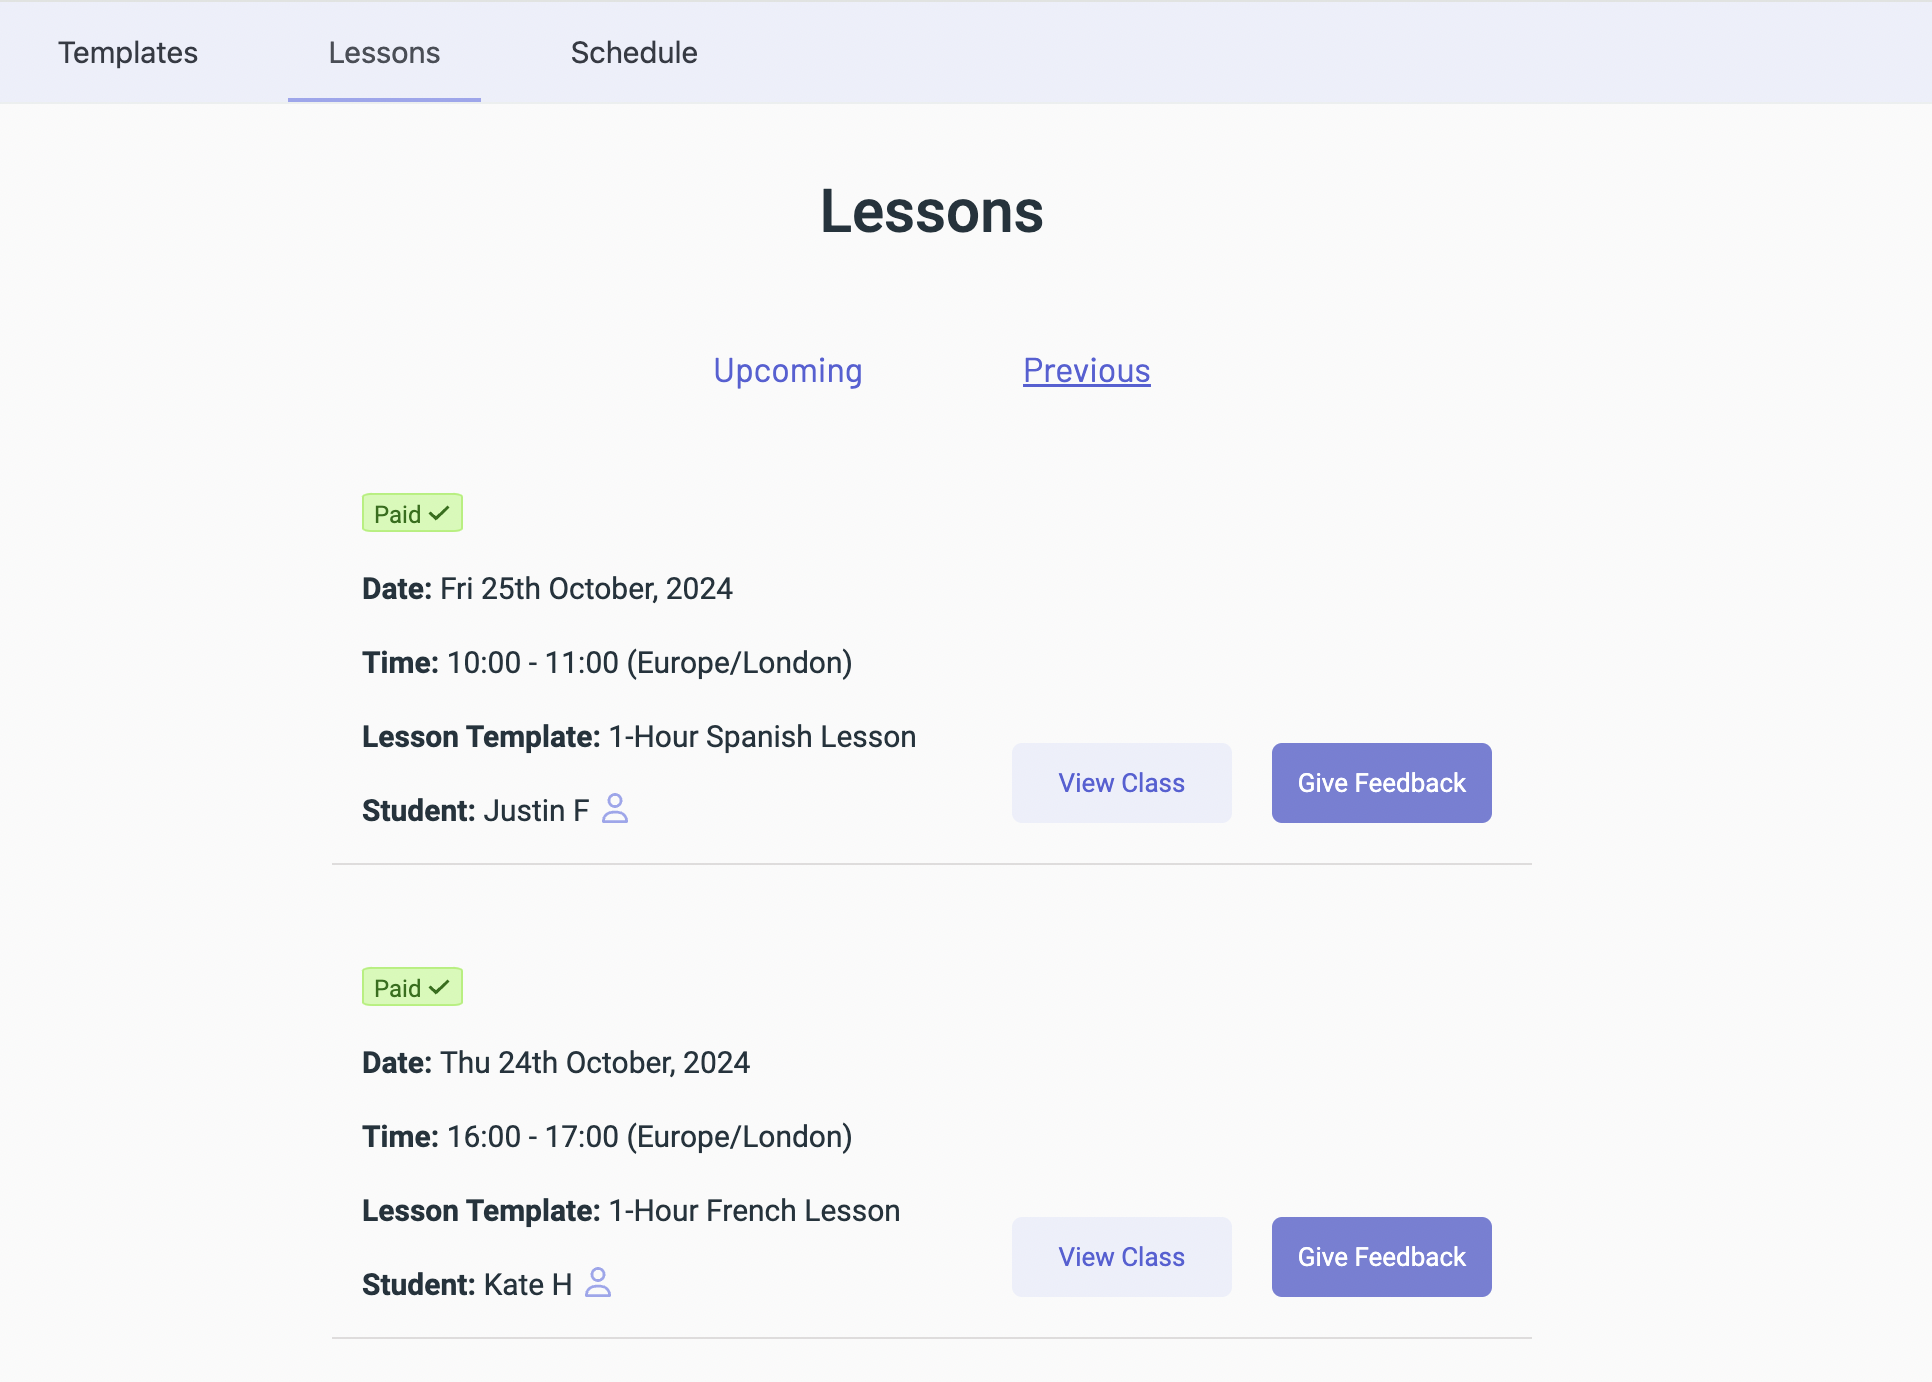 Templates Lessons Schedule
Lessons
Upcoming Previous
Paid
Date: Fri 25th October, 2024
Time: 10:00 - 11:00 (Europe/London)
Lesson Template: 1-Hour Spanish Lesson
Student: Justin F
View Class Give Feedback
Paid
Date: Thu 24th October, 2024
Time: 16:00 - 17:00 (Europe/London)
Lesson Template: 1-Hour French Lesson
Student: Kate H
View Class Give Feedback